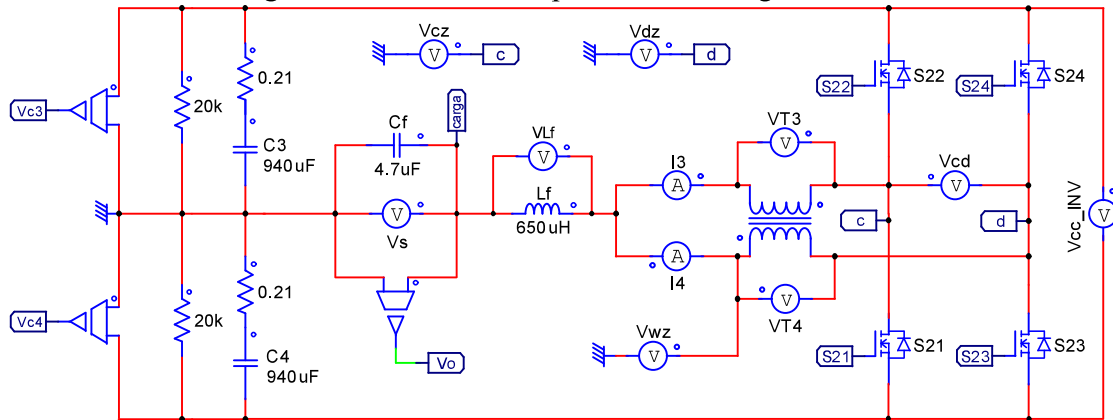 Vcz
V
c
Vdz
V
d
Vc3
20k
0.21
C3
940uF
carga
Cf
4.7uF
V
Vs
VLf
V
Lf
650uH
I3
A
VT3
V
S22
S22
S24
S24
Vcd
V
c
d
Vcc_INV
V
A
I4
V
VT4
Vwz
V
Vc4
20k
0.21
C4
940uF
Vo
S21
S21
S23
S23